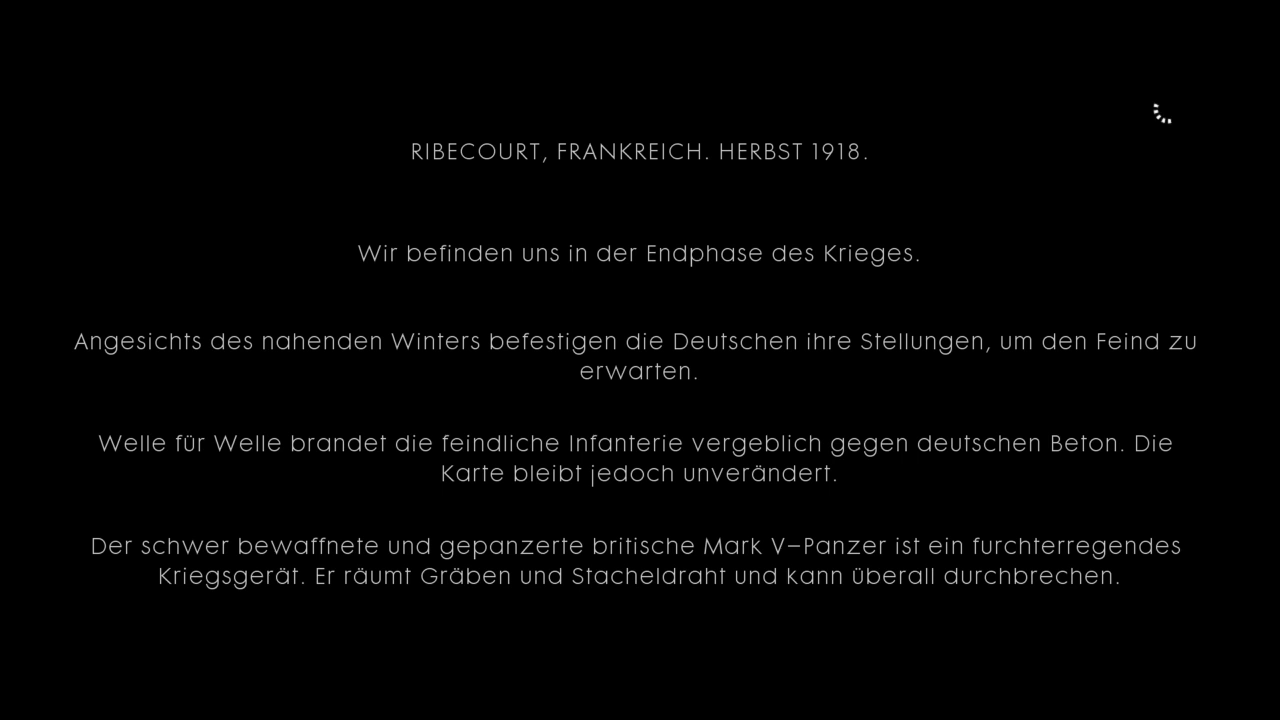 RIBECOURT, FRANKREICH. HERBST 1918.
Wir befinden uns in der Endphase des Krieges.
Angesichts des nahenden Winters befestigen die Deutschen ihre Stellungen, um den Feind zu
erwarten.
Welle für Welle brandet die feindliche Infanterie vergeblich gegen deutschen Beton. Die
Karte bleibt jedoch unverändert.
Der schwer bewaffnete und gepanzerte britische Mark V–Panzer ist ein furchterregendes
Kriegsgerät. Er räumt Gräben und Stacheldraht und kann überall durchbrechen.